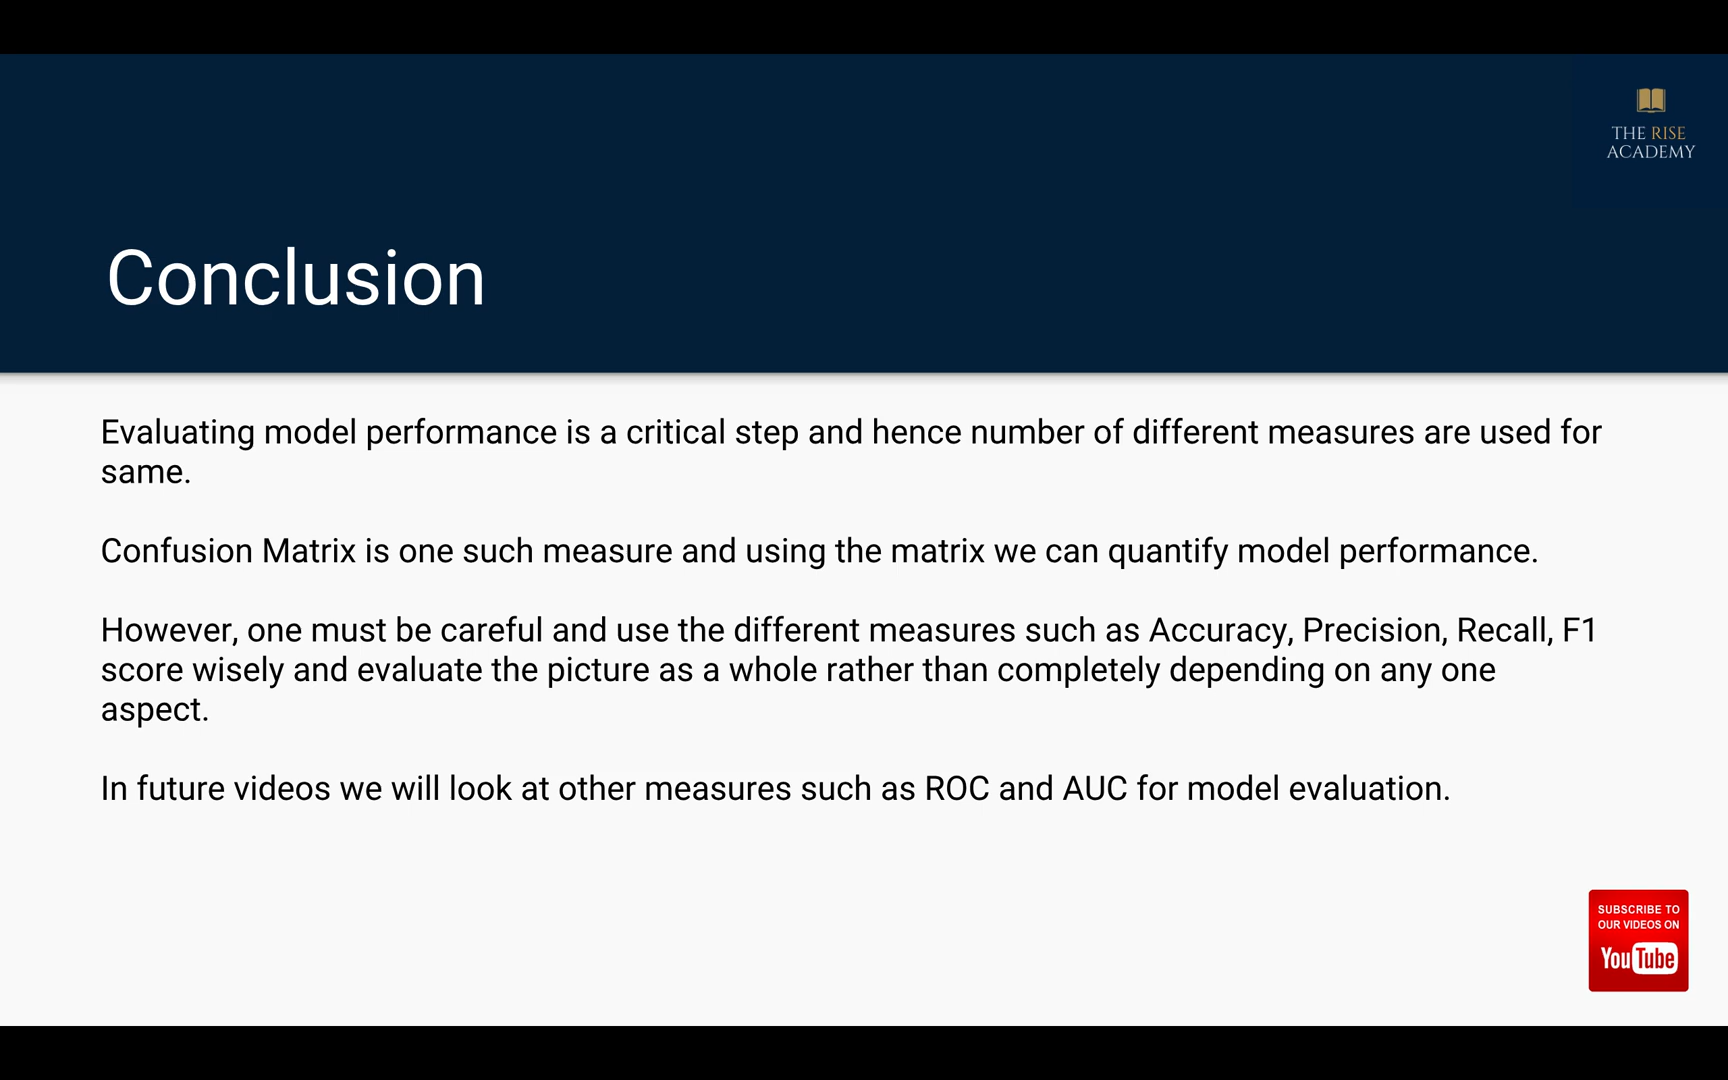 THE RISE
ACADEMY
Conclusion
Evaluating model performance is a critical step and hence number of different measures are used for
same.
Confusion Matrix is one such measure and using the matrix we can quantify model performance.
However, one must be careful and use the different measures such as Accuracy, Precision, Recall, F1
score wisely and evaluate the picture as a whole rather than completely depending on any one
aspect.
In future videos we will look at other measures such as ROC and AUC for model evaluation.
SUBSCRIBE TO
OUR VIDEOS ON
YouTube